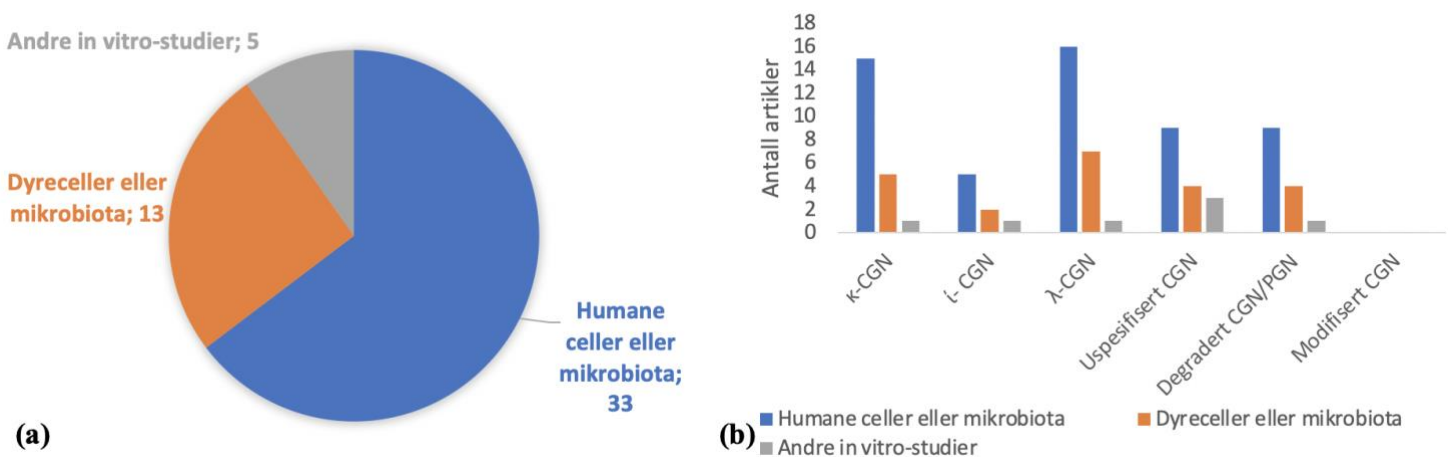 Andre in vitro-studier; 5
Dyreceller eller
mikrobiota; 13
Humane
celler eller
mikrobiota;
33
(a)
18
16
14
12
10
8
6
4
2
0
Antall artikler
κ-CGN
i- CGN
λ-CGN
Uspesifisert CGN
Degradert CGN/PGN
Modifisert CGN
Humane celler eller mikrobiota
Dyreceller eller mikrobiota
Andre in vitro-studier
(b)